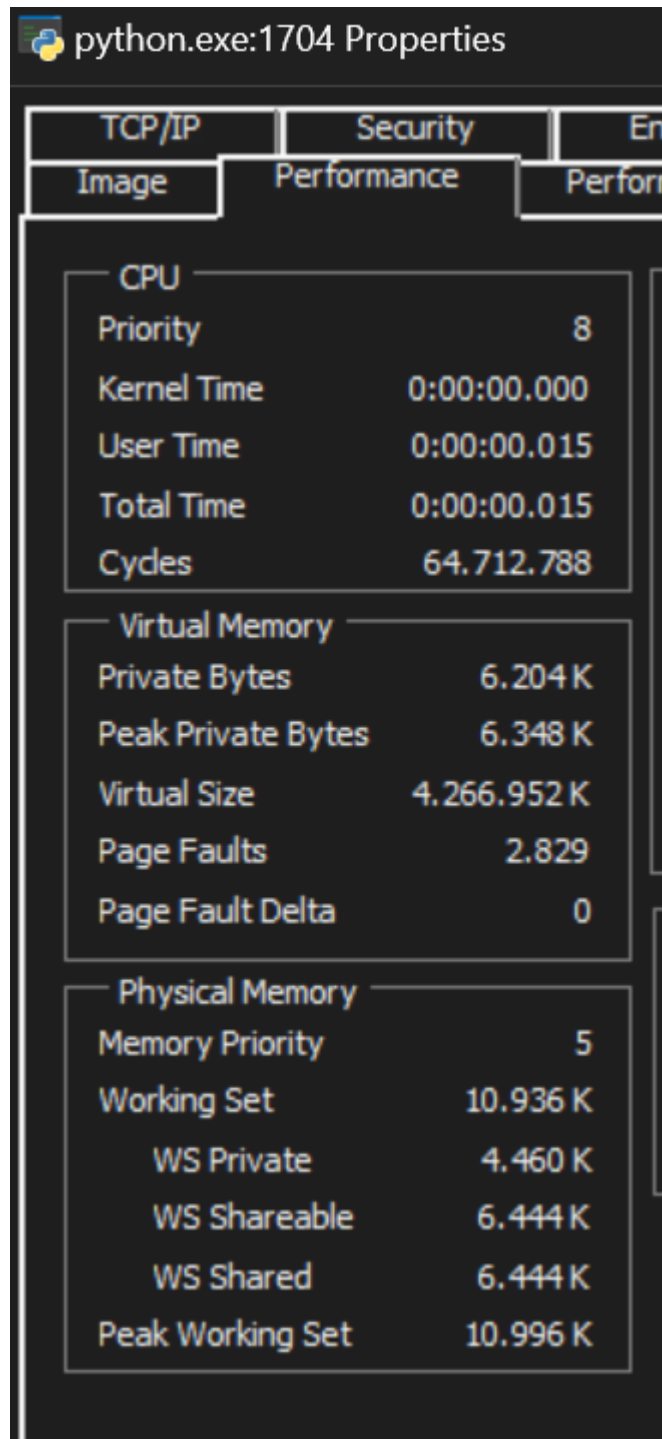 python.exe:1704 Properties
TCP/IP Security En
Image Performance Perform
CPU
Priority 8
Kernel Time 0:00:00.000
User Time 0:00:00.015
Total Time 0:00:00.015
Cycles 64.712.788
Virtual Memory
Private Bytes 6.204 K
Peak Private Bytes 6.348 K
Virtual Size 4.266.952 K
Page Faults 2.829
Page Fault Delta 0
Physical Memory
Memory Priority 5
Working Set 10.936 K
WS Private 4.460 K
WS Shareable 6.444 K
WS Shared 6.444 K
Peak Working Set 10.996 K